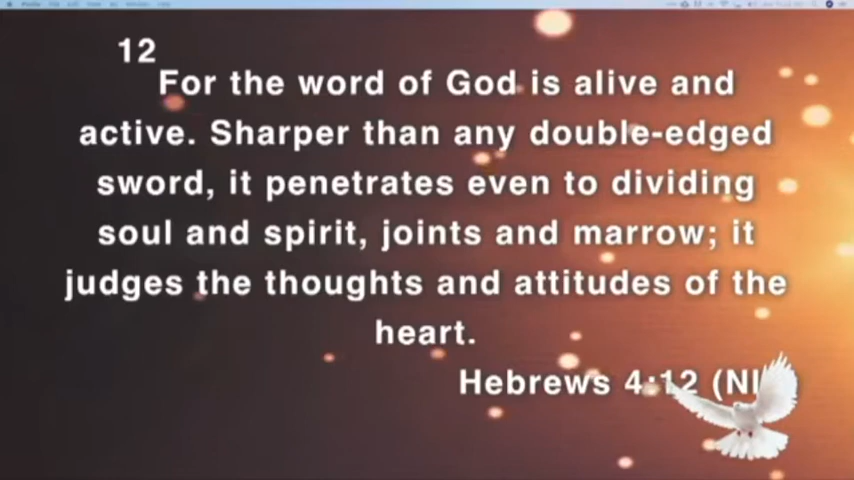 12
For the word of God is alive and
active. Sharper than any double-edged
sword, it penetrates even to dividing
soul and spirit, joints and marrow; it
judges the thoughts and attitudes of the
heart.
Hebrews 4:12 (NI